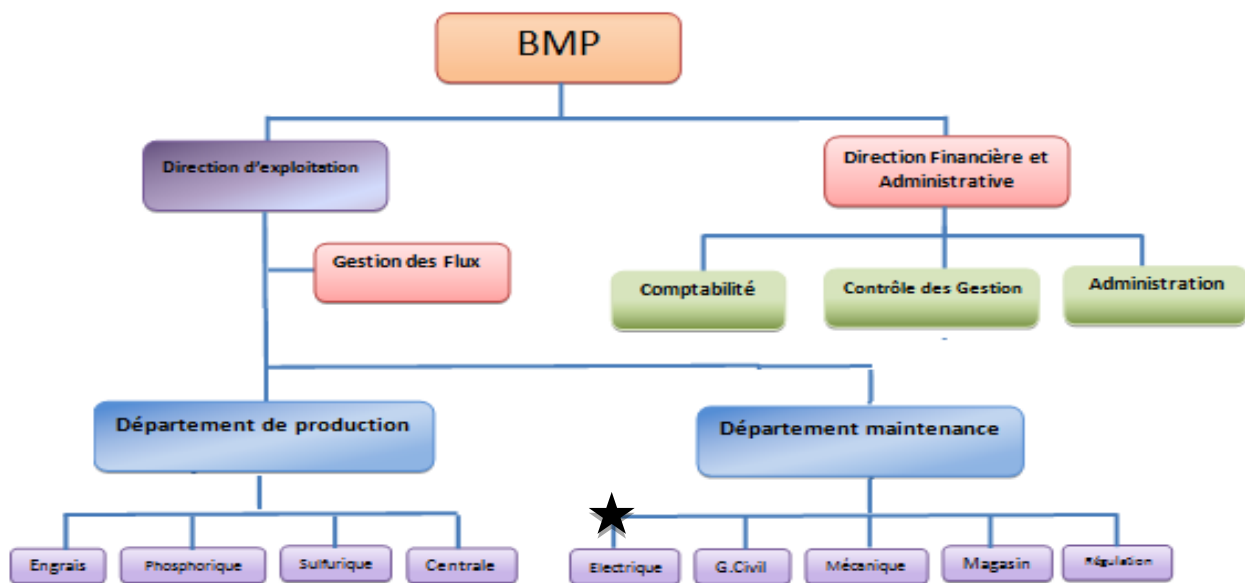 BMP
Direction d'exploitation
Direction Financière et
Administrative
Gestion des Flux
Comptabilité
Contrôle des Gestion
Administration
Département de production
Département maintenance
Engrais
Phosphorique
Sulfurique
Centrale
Electrique
G.Civil
Mécanique
Magasin
Régulation